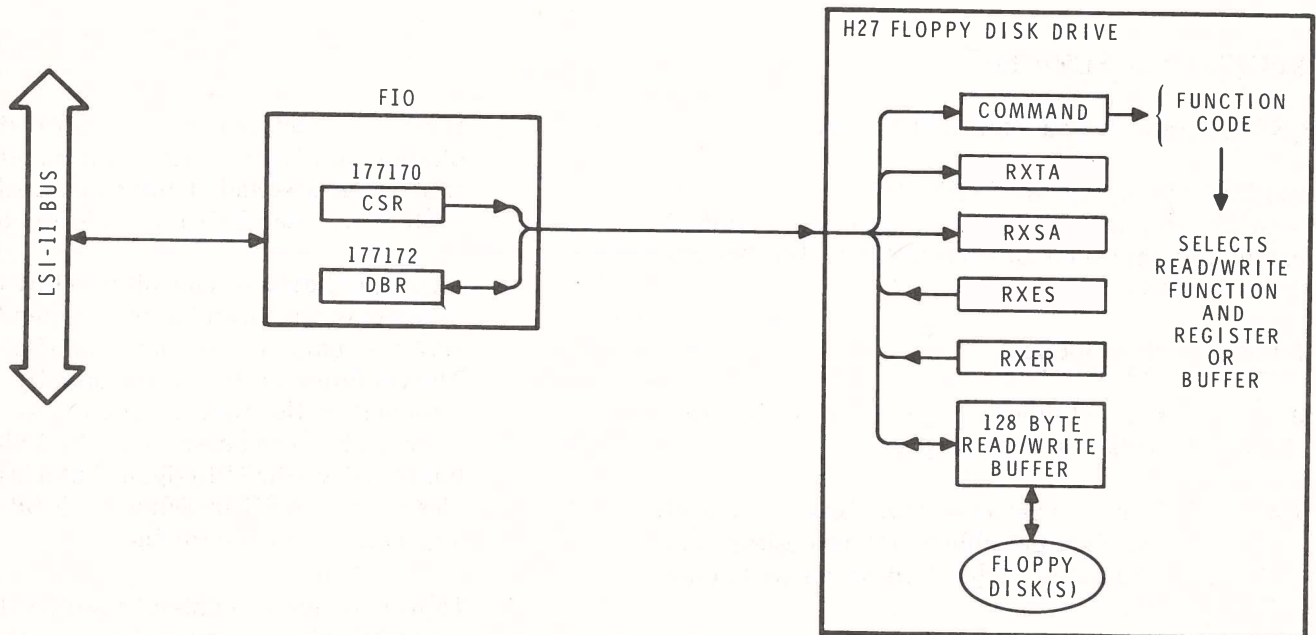 H27 FLOPPY DISK DRIVE
FIO
LSI-11 BUS
177170
CSR
177172
DBR
COMMAND
FUNCTION
CODE
RXTA
RXSA
RXES
RXER
SELECTS
READ/WRITE
FUNCTION
AND
REGISTER
OR
BUFFER
128 BYTE
READ/WRITE
BUFFER
FLOPPY
DISK(S)